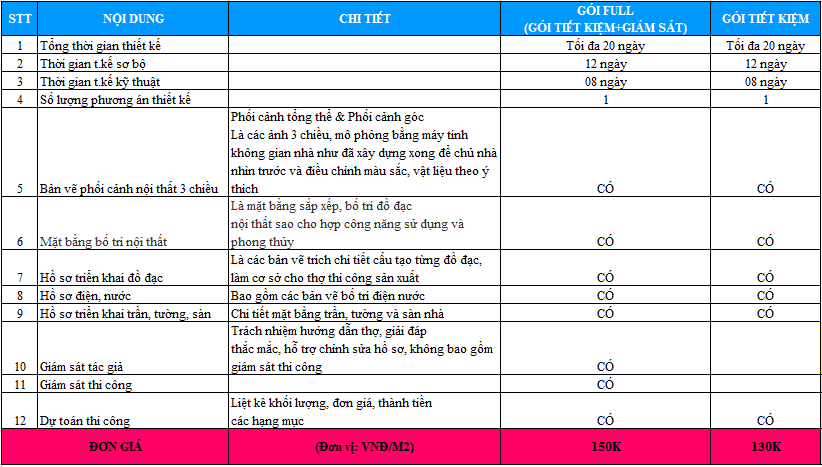 STT NỘI DUNG CHI TIẾT GÓI FULL (GÓI TIẾT KIỆM+GIÁM SÁT) GÓI TIẾT KIỆM
1 Tổng thời gian thiết kế Tối đa 20 ngày Tối đa 20 ngày
2 Thời gian t.kế sơ bộ 12 ngày 12 ngày
3 Thời gian t.kế kỹ thuật 08 ngày 08 ngày
4 Số lượng phương án thiết kế 1 1
Phối cảnh tổng thể & Phối cảnh góc
Là các ảnh 3 chiều, mô phỏng bằng máy tính
không gian nhà như đã xây dựng xong để chủ nhà
nhìn trước và điều chỉnh màu sắc, vật liệu theo ý
5 Bản vẽ phối cảnh nội thất 3 chiều thích CÓ CÓ
Là mặt bằng sắp xếp, bố trí đồ đạc
nội thất sao cho hợp công năng sử dụng và
6 Mặt bằng bố trí nội thất phong thủy CÓ CÓ
Là các bản vẽ trích chi tiết cấu tạo từng đồ đạc,
7 Hồ sơ triển khai đồ đạc làm cơ sở cho thợ thi công sản xuất CÓ CÓ
8 Hồ sơ điện, nước Bao gồm các bản vẽ bố trí điện nước CÓ CÓ
9 Hồ sơ triển khai trần, tường, sàn Chi tiết mặt bằng trần, tường và sàn nhà CÓ CÓ
Trách nhiệm hướng dẫn thợ, giải đáp
thắc mắc, hỗ trợ chỉnh sửa hồ sơ, không bao gồm
10 Giám sát tác giả giám sát thi công CÓ
11 Giám sát thi công CÓ
Liệt kê khối lượng, đơn giá, thành tiền
12 Dự toán thi công các hạng mục CÓ CÓ
ĐƠN GIÁ (Đơn vị: VNĐ/M2) 150K 130K